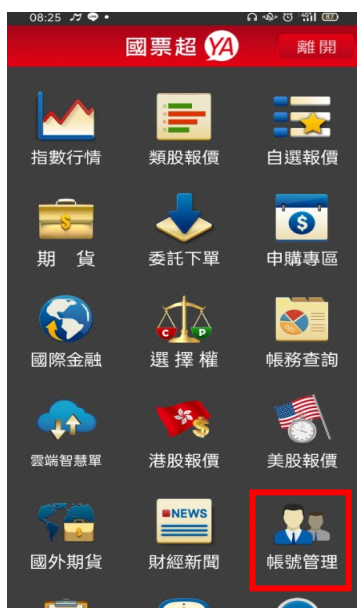 08:25
國票超 YA
離開
指數行情 類股報價 自選報價
$
$
期 貨 委託下單 申購專區
C P
$
國際金融 選擇權 帳務查詢
$
雲端智慧單 港股報價 美股報價
NEWS
國外期貨 財經新聞 帳號管理